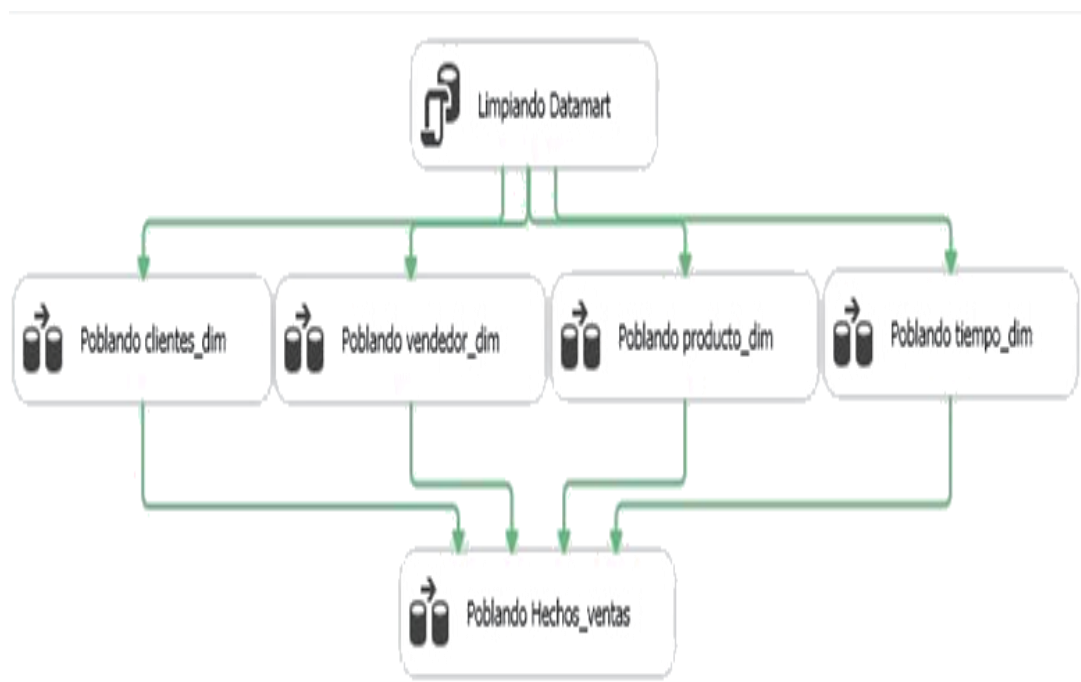 Limpiando Datamart
Poblando clientes_dim
Poblando vendedor_dim
Poblando producto_dim
Poblando tiempo_dim
Poblando Hechos_ventas